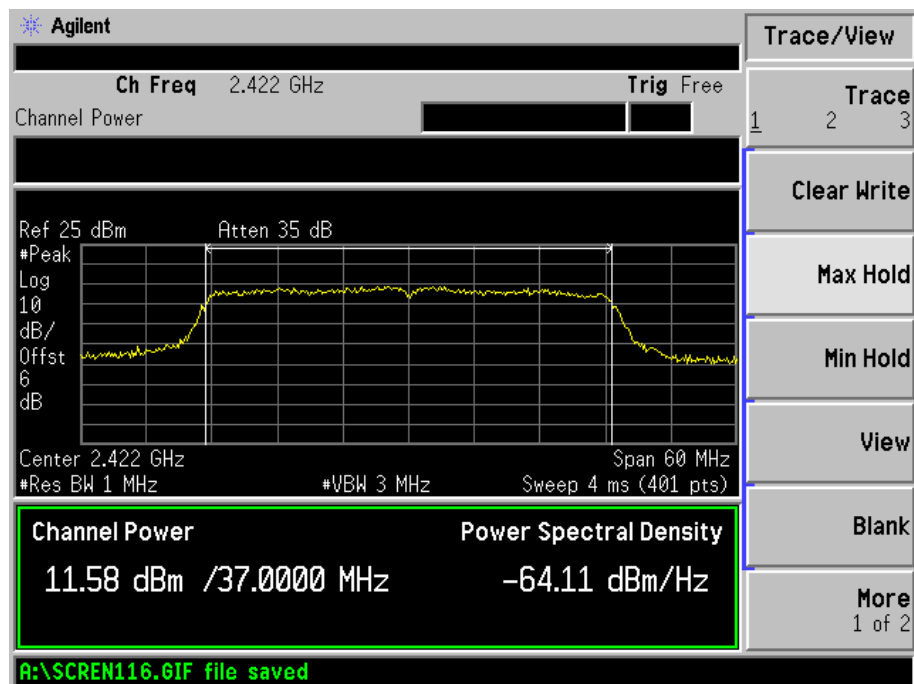 Agilent
Trace/View
Ch Freq 2.422 GHz Trig Free
Channel Power
Trace
1 2 3
Clear Write
Max Hold
Min Hold
View
Blank
More
1 of 2
Ref 25 dBm Atten 35 dB
#Peak
Log
10
dB/
Offst
6
dB
Center 2.422 GHz Span 60 MHz
#Res BW 1 MHz #VBW 3 MHz Sweep 4 ms (401 pts)
Channel Power Power Spectral Density
11.58 dBm /37.0000 MHz -64.11 dBm/Hz
A:\SCREN116.GIF file saved